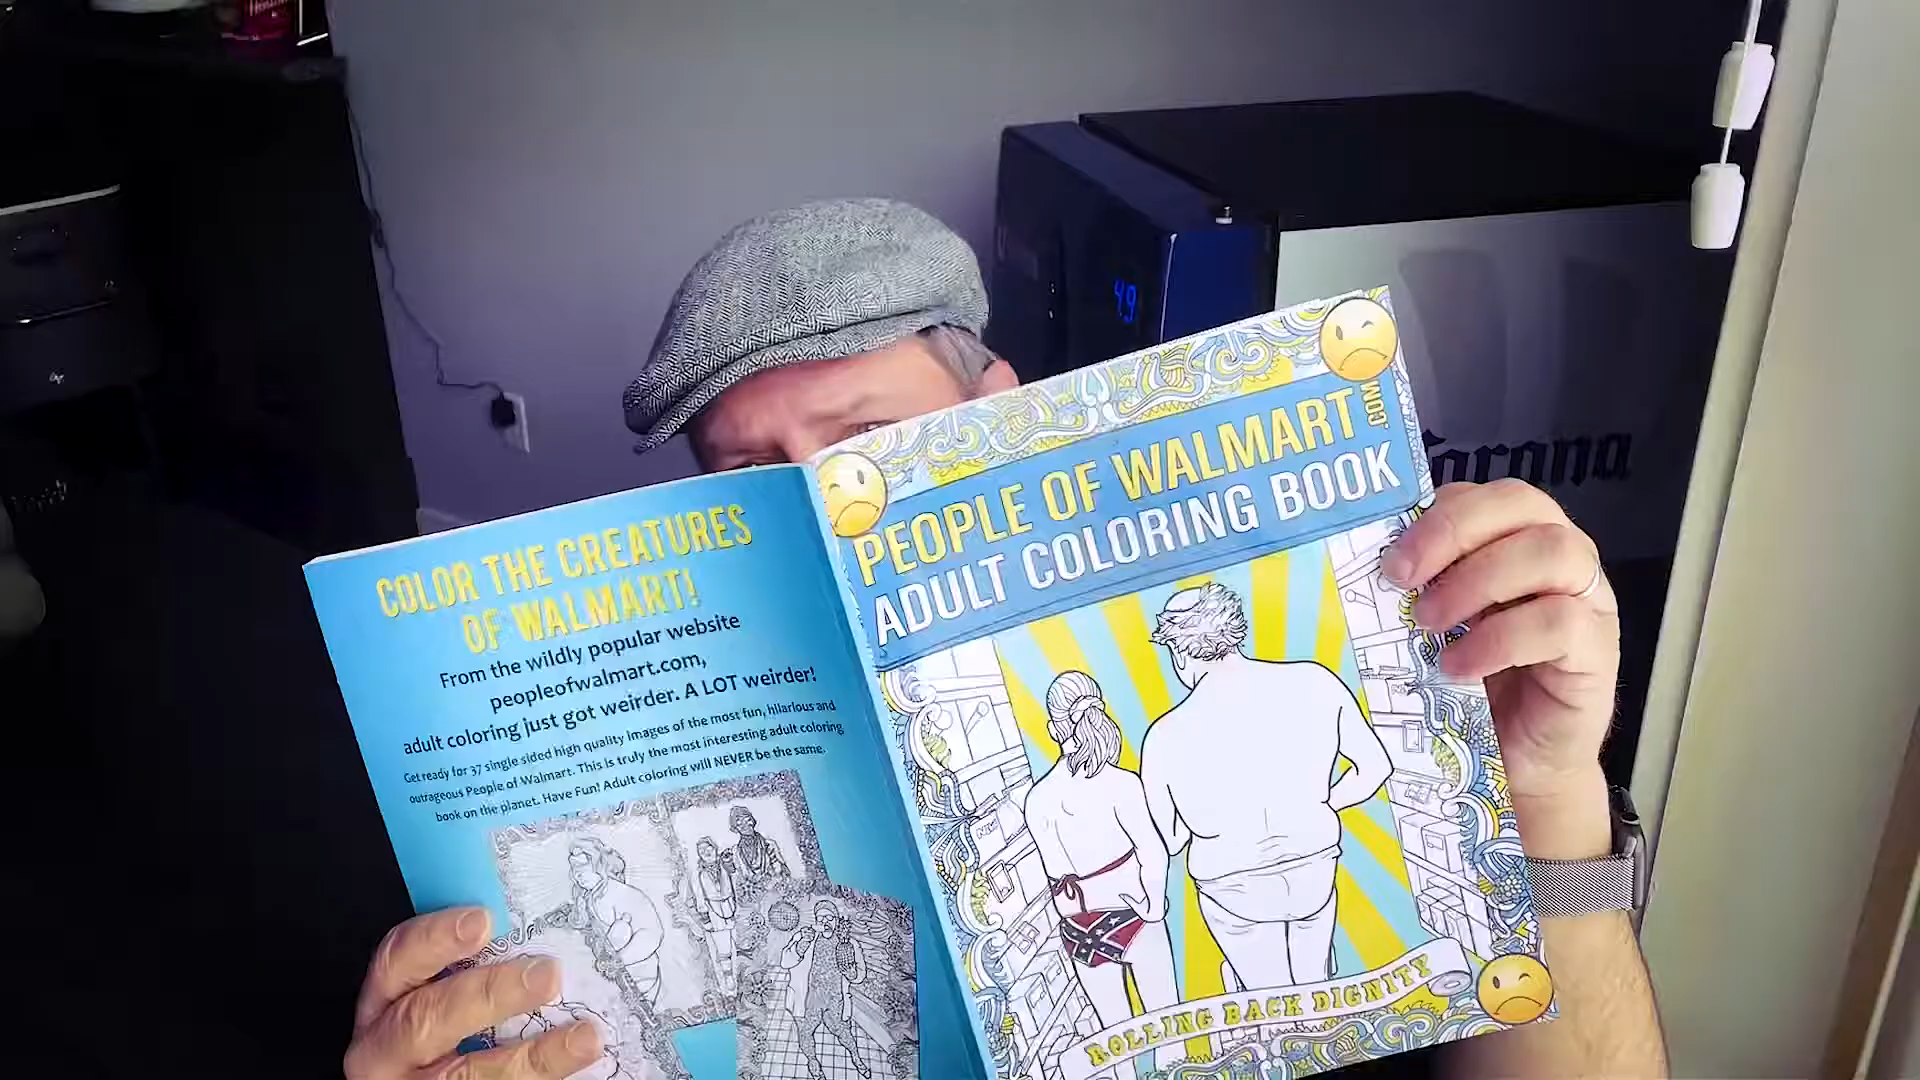 49
Corona
COLOR THE CREATURES
OF WALMART!
From the wildly popular website
peopleofwalmart.com,
adult coloring just got weirder. A LOT weirder!
Get ready for 37 single sided high quality images of the most fun, hilarious and
outrageous People of Walmart. This is truly the most interesting adult coloring
book on the planet. Have Fun! Adult coloring will NEVER be the same.
PEOPLE OF WALMART.COM
ADULT COLORING BOOK
ROLLING BACK DIGNITY